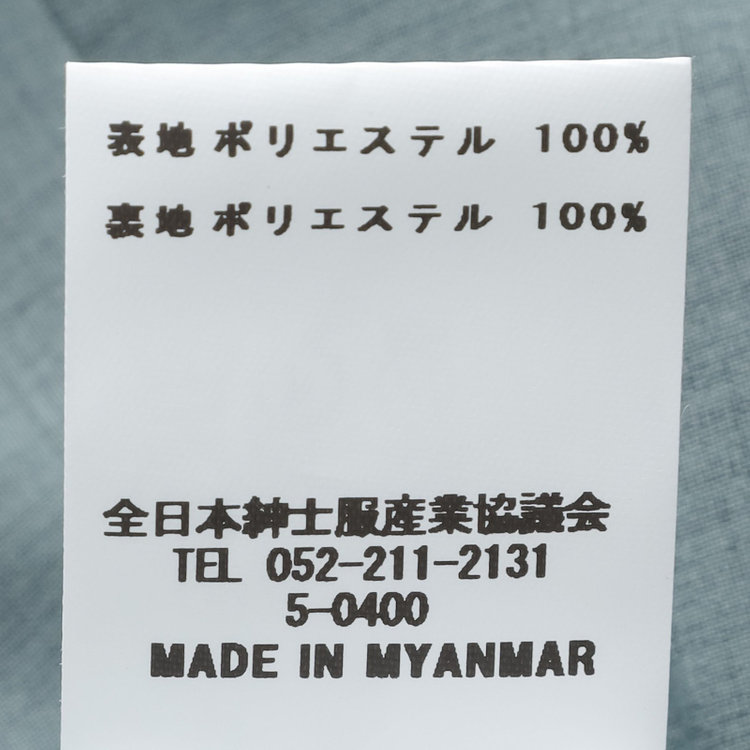 表地 ポリエステル 100%
裏地 ポリエステル 100%
全日本紳士服産業協議会
TEL 052-211-2131
5-0400
MADE IN MYANMAR